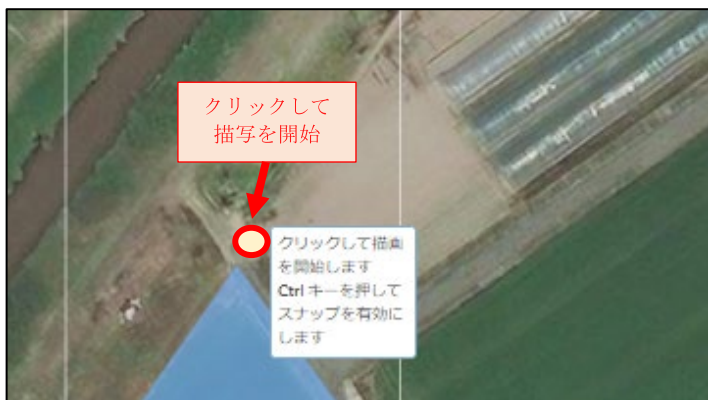 クリックして
描写を開始
クリックして描画
を開始します
Ctrl キーを押して
スナップを有効に
します